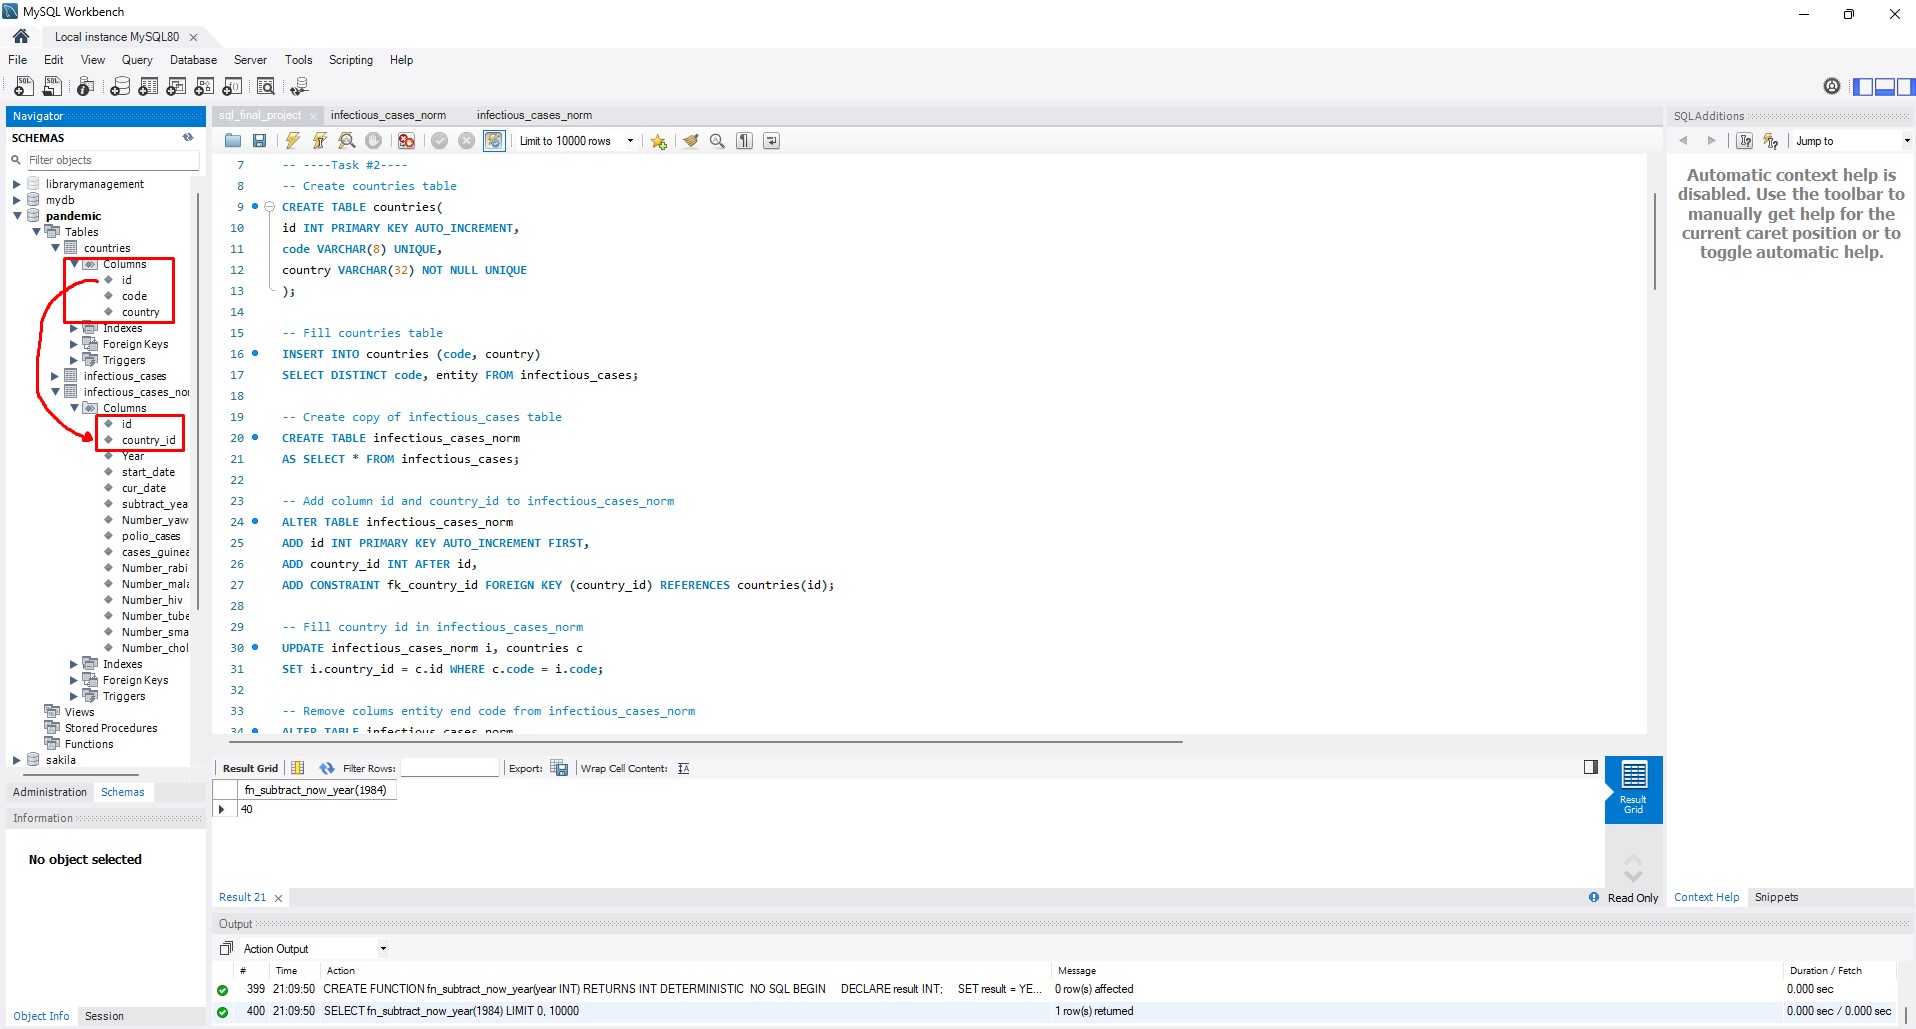 MySQL Workbench
Local instance MySQL80
File Edit View Query Database Server Tools Scripting Help
Navigator
SCHEMAS
Filter objects
librarymanagement
mydb
pandemic
Tables
countries
Columns
id
code
country
Indexes
Foreign Keys
Triggers
infectious_cases
infectious_cases_nor
Columns
id
country_id
Year
start_date
cur_date
subtract_yea
Number_yaw
polio_cases
cases_guinea
Number_rabi
Number_mala
Number_hiv
Number_tube
Number_sma
Number_chol
Indexes
Foreign Keys
Triggers
Views
Stored Procedures
Functions
sakila
Administration Schemas
Information
No object selected
Object Info Session
sql_final_project infectious_cases_norm infectious_cases_norm
Limit to 10000 rows
7 -- ----Task #2----
8 -- Create countries table
9 CREATE TABLE countries(
10 id INT PRIMARY KEY AUTO_INCREMENT,
11 code VARCHAR(8) UNIQUE,
12 country VARCHAR(32) NOT NULL UNIQUE
13 );
14
15 -- Fill countries table
16 INSERT INTO countries (code, country)
17 SELECT DISTINCT code, entity FROM infectious_cases;
18
19 -- Create copy of infectious_cases table
20 CREATE TABLE infectious_cases_norm
21 AS SELECT * FROM infectious_cases;
22
23 -- Add column id and country_id to infectious_cases_norm
24 ALTER TABLE infectious_cases_norm
25 ADD id INT PRIMARY KEY AUTO_INCREMENT FIRST,
26 ADD country_id INT AFTER id,
27 ADD CONSTRAINT fk_country_id FOREIGN KEY (country_id) REFERENCES countries(id);
28
29 -- Fill country id in infectious_cases_norm
30 UPDATE infectious_cases_norm i, countries c
31 SET i.country_id = c.id WHERE c.code = i.code;
32
33 -- Remove colums entity end code from infectious_cases_norm
34 ALTER TABLE infectious_cases_norm
Result Grid Filter Rows: Export: Wrap Cell Content:
fn_subtract_now_year(1984)
40
Result Grid
Result 21
Read Only
Output
Action Output
# Time Action Message Duration / Fetch
399 21:09:50 CREATE FUNCTION fn_subtract_now_year(year INT) RETURNS INT DETERMINISTIC NO SQL BEGIN DECLARE result INT; SET result = YE... 0 row(s) affected 0.000 sec
400 21:09:50 SELECT fn_subtract_now_year(1984) LIMIT 0, 10000 1 row(s) returned 0.000 sec / 0.000 sec
SQLAdditions
Jump to
Automatic context help is
disabled. Use the toolbar to
manually get help for the
current caret position or to
toggle automatic help.
Context Help Snippets